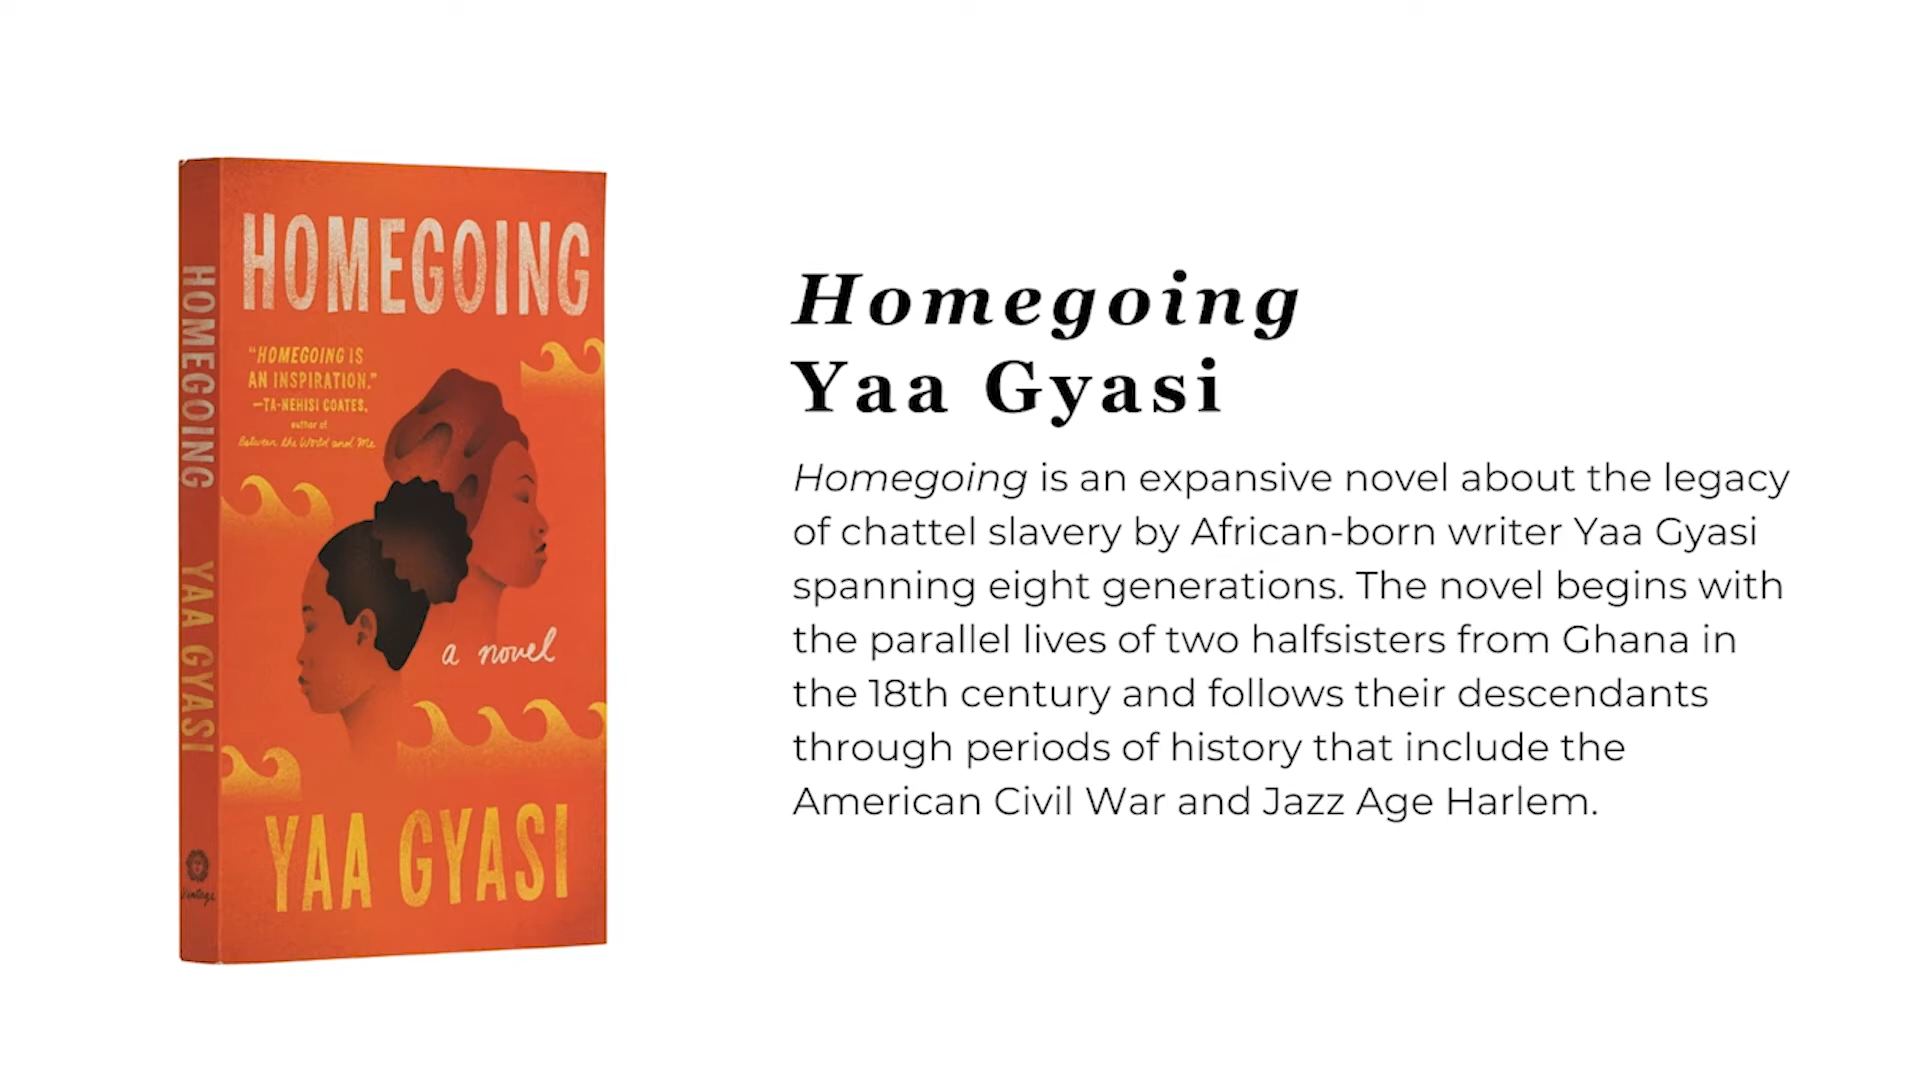 HOMEGOING
YAA GYASI
Vintage
HOMEGOING
"HOMEGOING IS
AN INSPIRATION."
—TA-NEHISI COATES,
author of
Between the World and Me
a novel
YAA GYASI
Homegoing
Yaa Gyasi
Homegoing is an expansive novel about the legacy
of chattel slavery by African-born writer Yaa Gyasi
spanning eight generations. The novel begins with
the parallel lives of two halfsisters from Ghana in
the 18th century and follows their descendants
through periods of history that include the
American Civil War and Jazz Age Harlem.